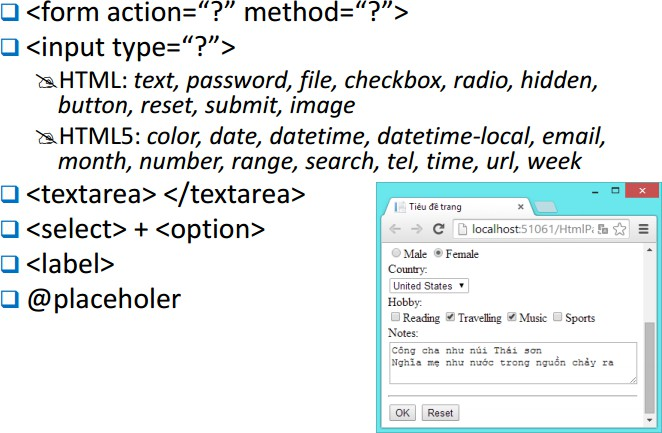 <form action=“?” method=“?”>
<input type=“?”>
HTML: text, password, file, checkbox, radio, hidden,
button, reset, submit, image
HTML5: color, date, datetime, datetime-local, email,
month, number, range, search, tel, time, url, week
<textarea> </textarea>
<select> + <option>
<label>
@placeholer
Tiêu đề trang
localhost:51061/HtmlPa
Male Female
Country:
United States
Hobby:
Reading Travelling Music Sports
Notes:
Công cha như núi Thái sơn
Nghĩa mẹ như nước trong nguồn chảy ra
OK Reset